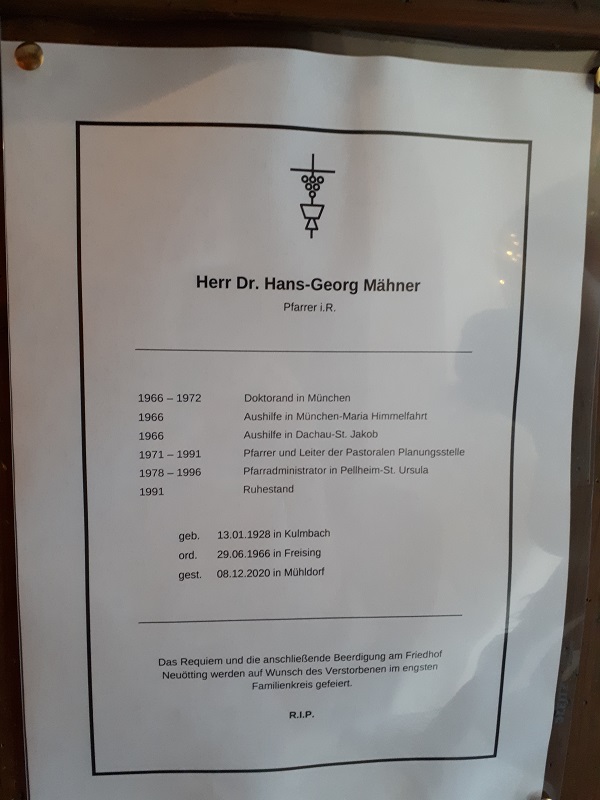 Herr Dr. Hans-Georg Mähner
Pfarrer i.R.
1966 – 1972 Doktorand in München
1966 Aushilfe in München-Maria Himmelfahrt
1966 Aushilfe in Dachau-St. Jakob
1971 – 1991 Pfarrer und Leiter der Pastoralen Planungsstelle
1978 – 1996 Pfarradministrator in Pellheim-St. Ursula
1991 Ruhestand
geb. 13.01.1928 in Kulmbach
ord. 29.06.1966 in Freising
gest. 08.12.2020 in Mühldorf
Das Requiem und die anschließende Beerdigung am Friedhof
Neuötting werden auf Wunsch des Verstorbenen im engsten
Familienkreis gefeiert.
R.I.P.